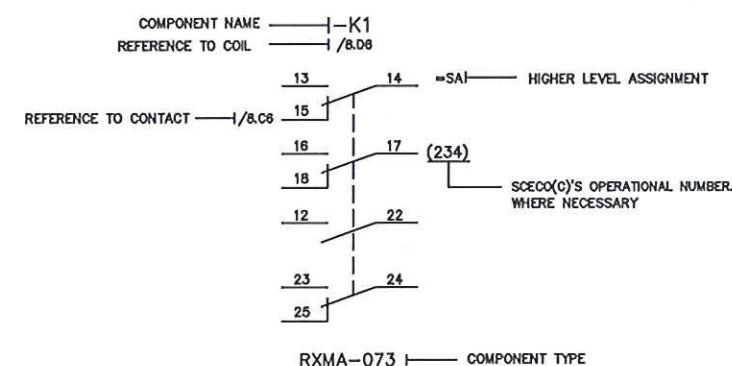 COMPONENT NAME -K1
REFERENCE TO COIL /8.D6
13 14 =SA HIGHER LEVEL ASSIGNMENT
REFERENCE TO CONTACT /8.C6 15
16 17 (234)
18
SCECO(C)'S OPERATIONAL NUMBER.
WHERE NECESSARY
12 22
23 24
25
RXMA-073 COMPONENT TYPE